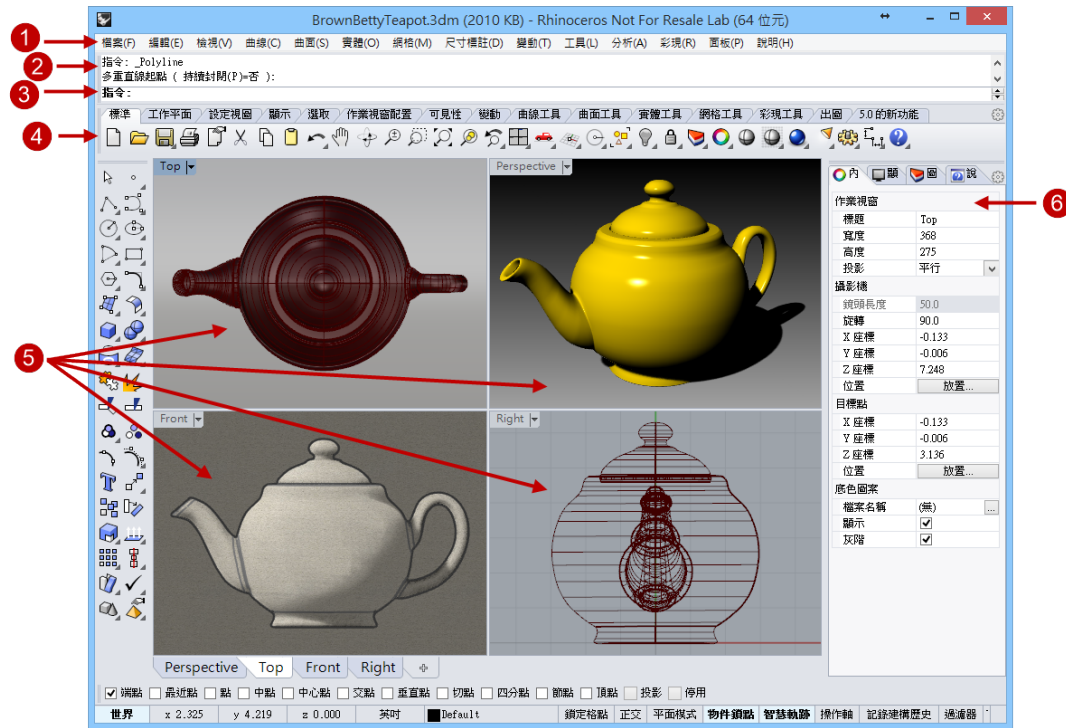 BrownBettyTeapot.3dm (2010 KB) - Rhinoceros Not For Resale Lab (64 位元)
1 檔案(F) 編輯(E) 檢視(V) 曲線(C) 曲面(S) 實體(O) 網格(M) 尺寸標註(D) 變動(T) 工具(L) 分析(A) 彩現(R) 面板(P) 說明(H)
2 指令: _Polyline
多重直線起點 ( 持續封閉(P)=否 ):
3 指令:
標準 工作平面 設定視圖 顯示 選取 作業視窗配置 可見性 變動 曲線工具 曲面工具 實體工具 網格工具 彩現工具 出圖 5.0 的新功能
4
Top Perspective
內 顯 圖 說
作業視窗 6
標題 Top
寬度 368
高度 275
投影 平行
攝影機
鏡頭長度 50.0
旋轉 90.0
X 座標 -0.133
Y 座標 -0.006
Z 座標 7.248
位置 放置...
目標點
X 座標 -0.133
Y 座標 -0.006
Z 座標 3.136
位置 放置...
底色圖案
檔案名稱 (無) ...
顯示
灰階
5
Front Right
Perspective Top Front Right
端點 最近點 點 中點 中心點 交點 垂直點 切點 四分點 節點 頂點 投影 停用
世界 x 2.325 y 4.219 z 0.000 英吋 Default 鎖定格點 正交 平面模式 物件鎖點 智慧軌跡 操作軸 記錄建構歷史 過濾器